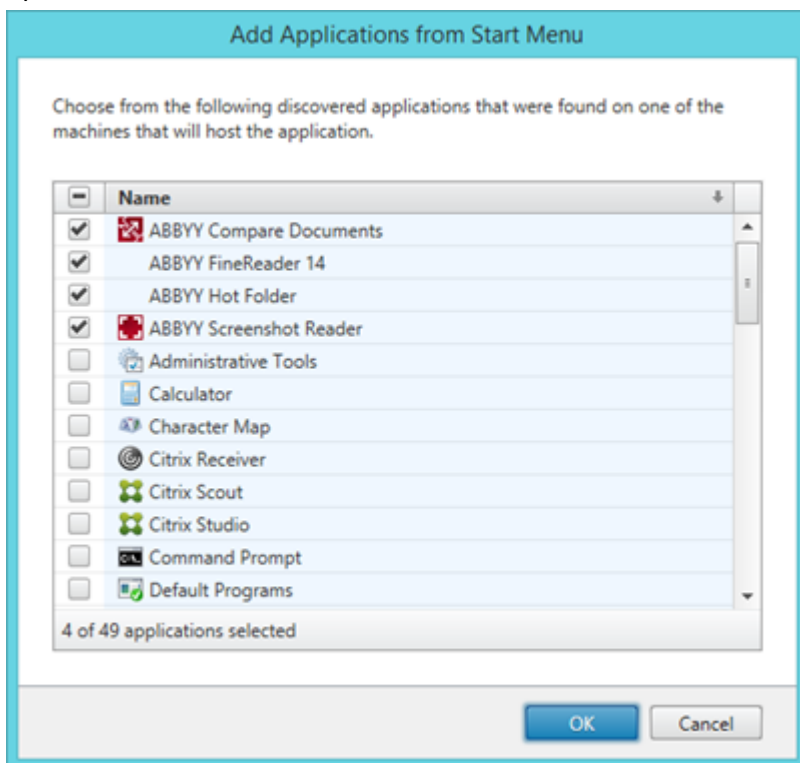 Add Applications from Start Menu
Choose from the following discovered applications that were found on one of the
machines that will host the application.
Name
ABBYY Compare Documents
ABBYY FineReader 14
ABBYY Hot Folder
ABBYY Screenshot Reader
Administrative Tools
Calculator
Character Map
Citrix Receiver
Citrix Scout
Citrix Studio
Command Prompt
Default Programs
4 of 49 applications selected
OK Cancel